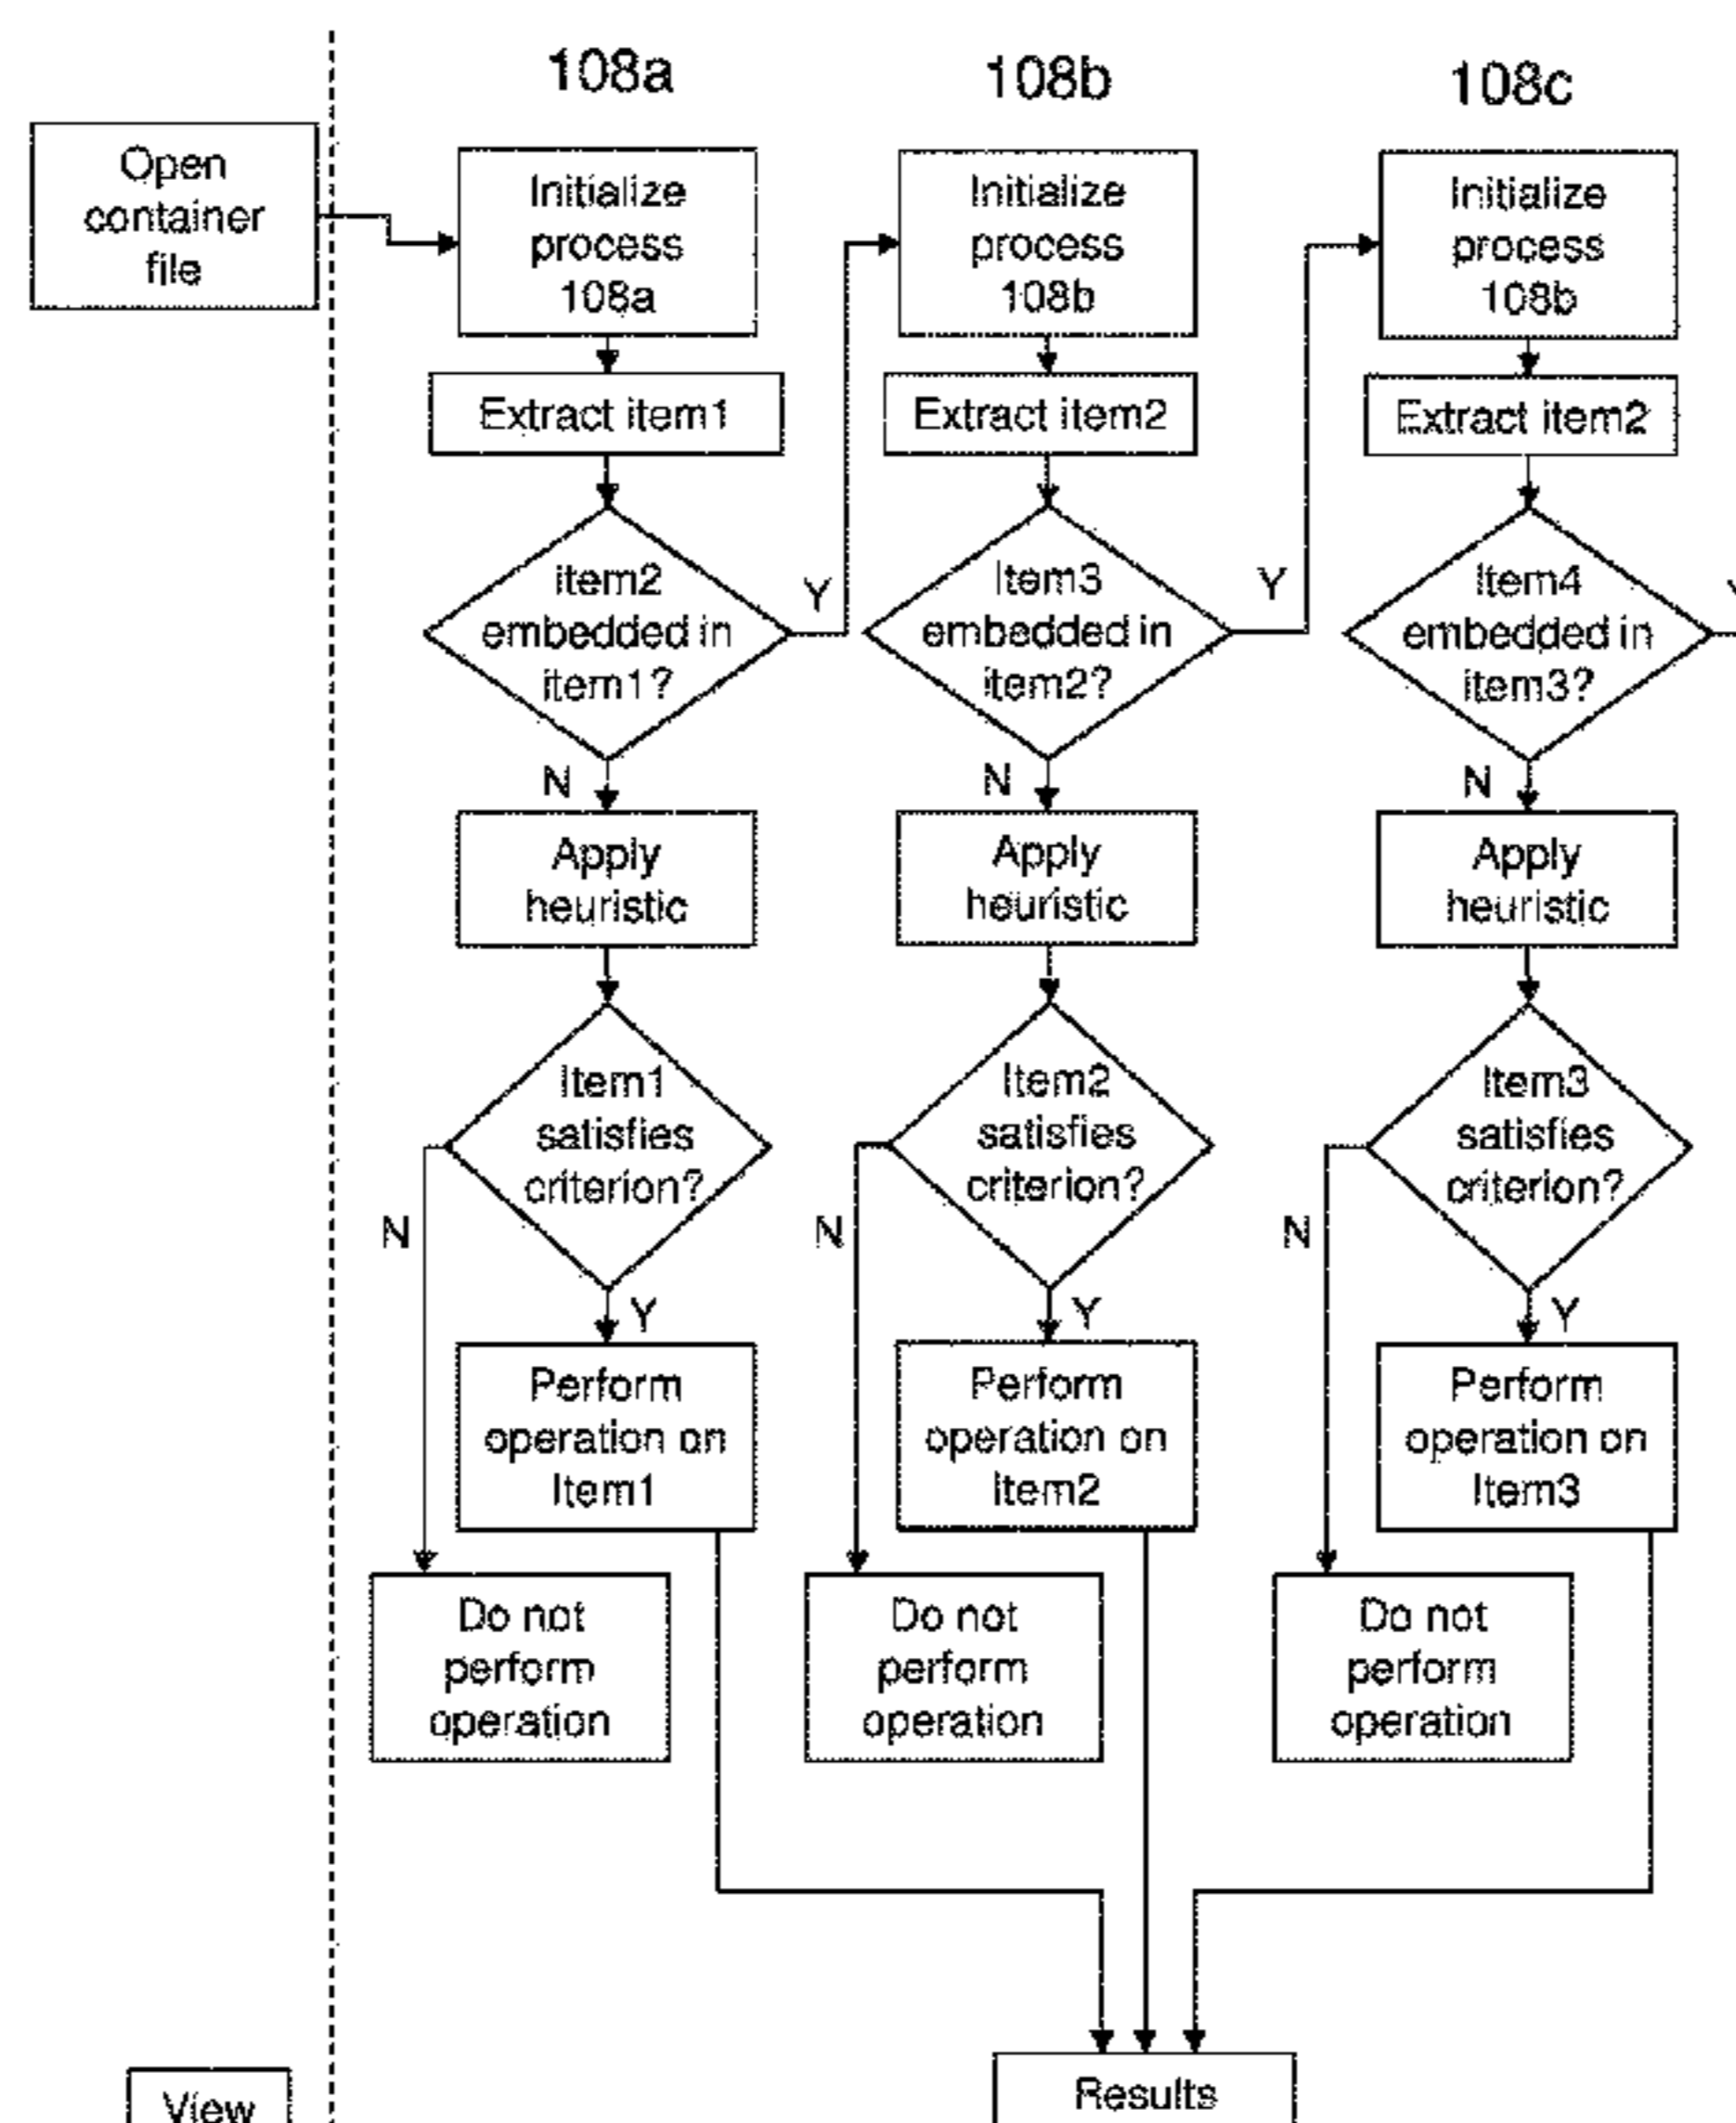 108a
108b
108c
Open
container
file
Initialize
process
108a
Extract item1
item2
embedded in
item1?
Y
N
Apply
heuristic
Item1
satisfies
criterion?
N
Y
Perform
operation on
Item1
Do not
perform
operation
Initialize
process
108b
Extract item2
Item3
embedded in
item2?
Y
N
Apply
heuristic
Item2
satisfies
criterion?
N
Y
Perform
operation on
Item2
Do not
perform
operation
Initialize
process
108b
Extract item2
Item4
embedded in
item3?
N
Apply
heuristic
Item3
satisfies
criterion?
N
Y
Perform
operation on
Item3
Do not
perform
operation
View
Results